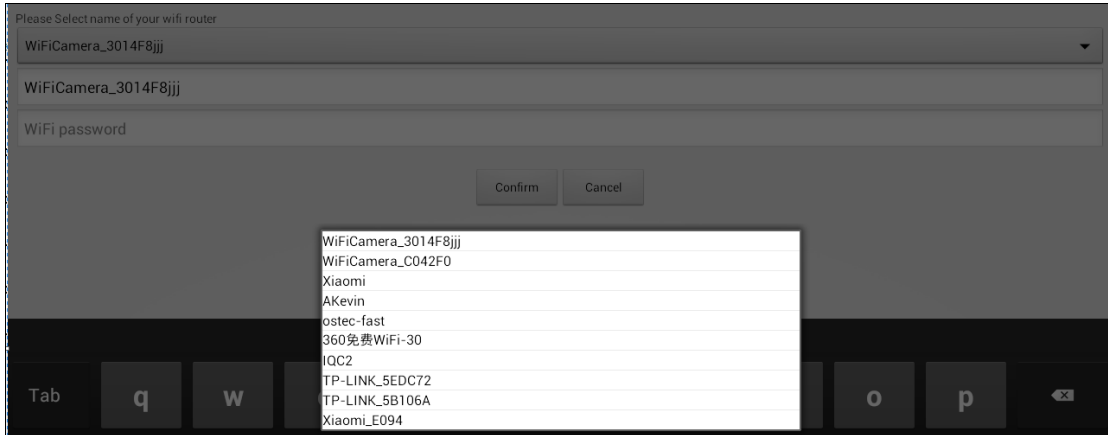 Please Select name of your wifi router
WiFiCamera_3014F8jjj
WiFiCamera_3014F8jjj
WiFi password
Confirm Cancel
WiFiCamera_3014F8jjj
WiFiCamera_C042F0
Xiaomi
AKevin
ostec-fast
360免费WiFi-30
IQC2
TP-LINK_5EDC72
TP-LINK_5B106A
Xiaomi_E094
Tab q w o p